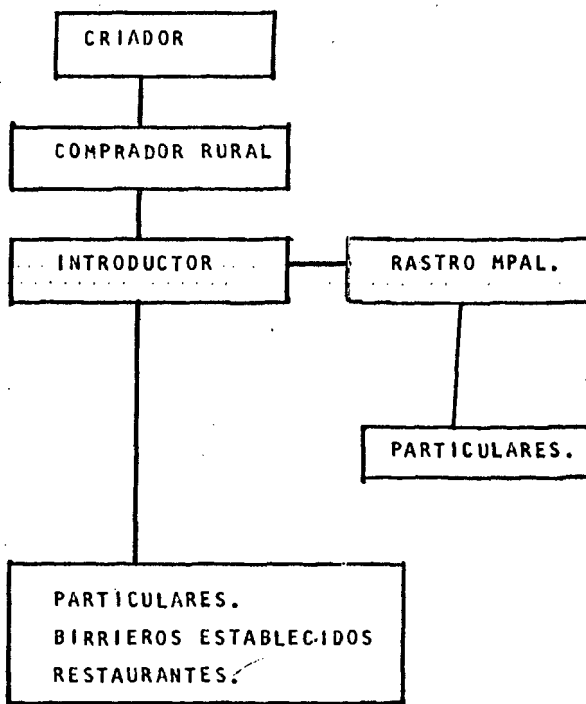 CRIADOR
COMPRADOR RURAL
INTRODUCTOR
RASTRO MPAL.
PARTICULARES.
PARTICULARES.
BIRRIEROS ESTABLECIDOS
RESTAURANTES.